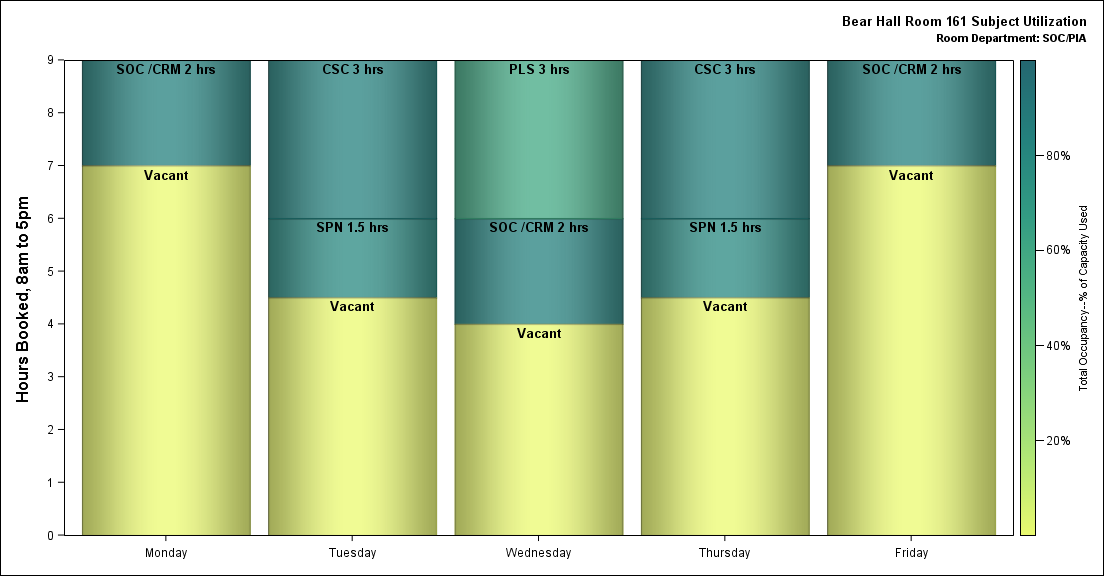 Bear Hall Room 161 Subject Utilization
Room Department: SOC/PIA
Hours Booked, 8am to 5pm
9
8
7
6
5
4
3
2
1
0
SOC /CRM 2 hrs
Vacant
CSC 3 hrs
SPN 1.5 hrs
Vacant
PLS 3 hrs
SOC /CRM 2 hrs
Vacant
CSC 3 hrs
SPN 1.5 hrs
Vacant
SOC /CRM 2 hrs
Vacant
Monday
Tuesday
Wednesday
Thursday
Friday
80%
60%
40%
20%
Total Occupancy--% of Capacity Used